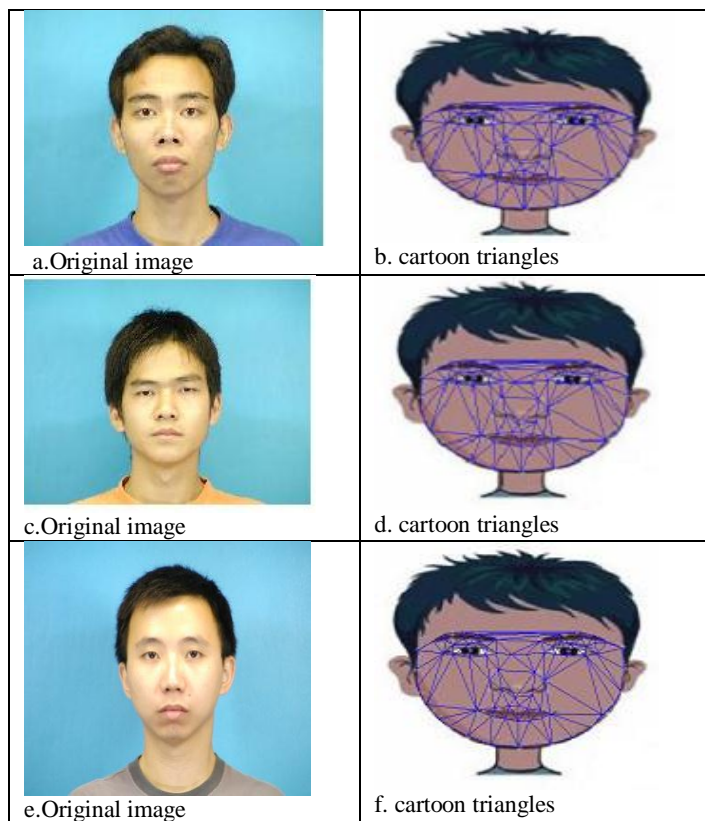 a.Original image
b. cartoon triangles
c.Original image
d. cartoon triangles
e.Original image
f. cartoon triangles